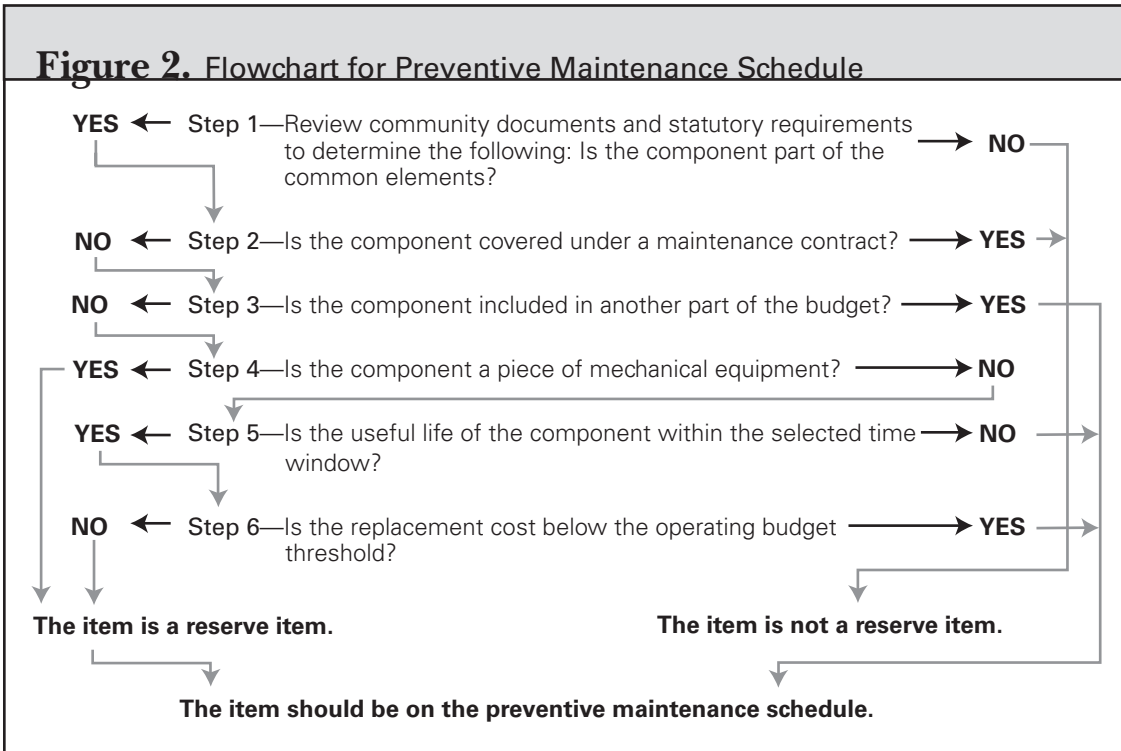 Figure 2. Flowchart for Preventive Maintenance Schedule
YES Step 1—Review community documents and statutory requirements NO
to determine the following: Is the component part of the
common elements?
NO Step 2—Is the component covered under a maintenance contract? YES
NO Step 3—Is the component included in another part of the budget? YES
YES Step 4—Is the component a piece of mechanical equipment? NO
YES Step 5—Is the useful life of the component within the selected time NO
window?
NO Step 6—Is the replacement cost below the operating budget YES
threshold?
The item is a reserve item. The item is not a reserve item.
The item should be on the preventive maintenance schedule.